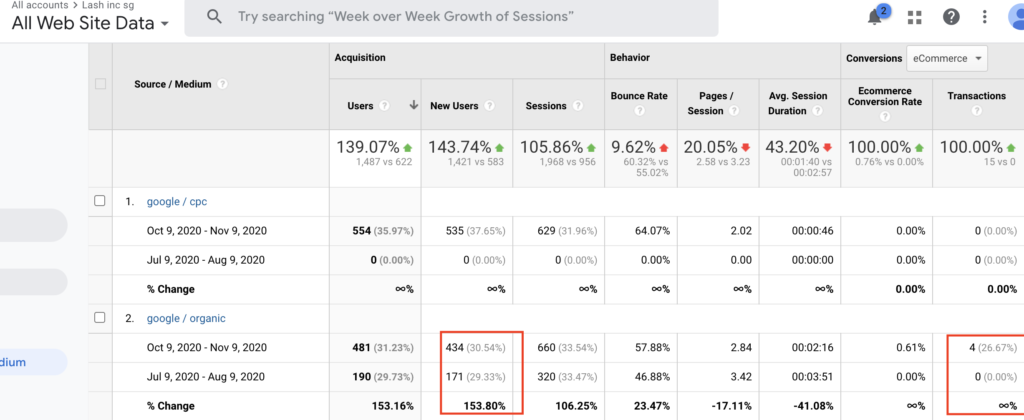 All accounts > Lash inc sg
All Web Site Data
Try searching “Week over Week Growth of Sessions”
2
Acquisition Behavior Conversions eCommerce
Source / Medium ?
Users ? New Users ? Sessions ? Bounce Rate ? Pages / Session ? Avg. Session Duration ? Ecommerce Conversion Rate ? Transactions ?
139.07% 143.74% 105.86% 9.62% 20.05% 43.20% 100.00% 100.00%
1,487 vs 622 1,421 vs 583 1,968 vs 956 60.32% vs 55.02% 2.58 vs 3.23 00:01:40 vs 00:02:57 0.76% vs 0.00% 15 vs 0
1. google / cpc
Oct 9, 2020 - Nov 9, 2020 554 (35.97%) 535 (37.65%) 629 (31.96%) 64.07% 2.02 00:00:46 0.00% 0 (0.00%)
Jul 9, 2020 - Aug 9, 2020 0 (0.00%) 0 (0.00%) 0 (0.00%) 0.00% 0.00 00:00:00 0.00% 0 (0.00%)
% Change ∞% ∞% ∞% ∞% ∞% ∞% 0.00% 0.00%
2. google / organic
Oct 9, 2020 - Nov 9, 2020 481 (31.23%) 434 (30.54%) 660 (33.54%) 57.88% 2.84 00:02:16 0.61% 4 (26.67%)
dium
Jul 9, 2020 - Aug 9, 2020 190 (29.73%) 171 (29.33%) 320 (33.47%) 46.88% 3.42 00:03:51 0.00% 0 (0.00%)
% Change 153.16% 153.80% 106.25% 23.47% -17.11% -41.08% ∞% ∞%